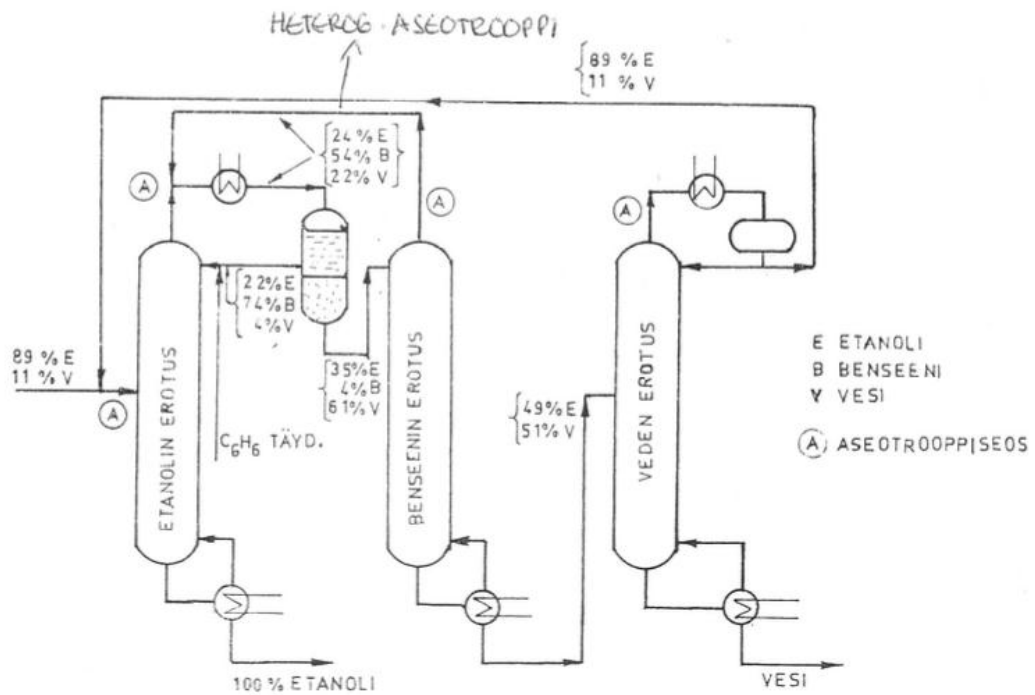 HETEROG. ASEOTROOPPI
89 % E
11 % V
24% E
54% B
22% V
A
A
A
22% E
74% B
4% V
89 % E
11 % V
A
35% E
4% B
61% V
49% E
51% V
C6H6 TÄYD.
ETANOLIN EROTUS
BENSEENIN EROTUS
VEDEN EROTUS
E ETANOLI
B BENSEENI
V VESI
A ASEOTROOPPISEOS
100 % ETANOLI
VESI